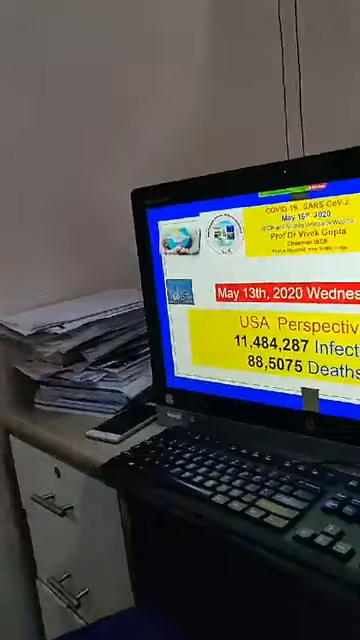 COVID 19 SARS-CoV-2
May 15th 2020
Prof Dr Vivek Gupta
Chairman IECR
May 13th, 2020 Wednes
USA Perspectiv
11,484,287 Infect
88,5075 Deaths